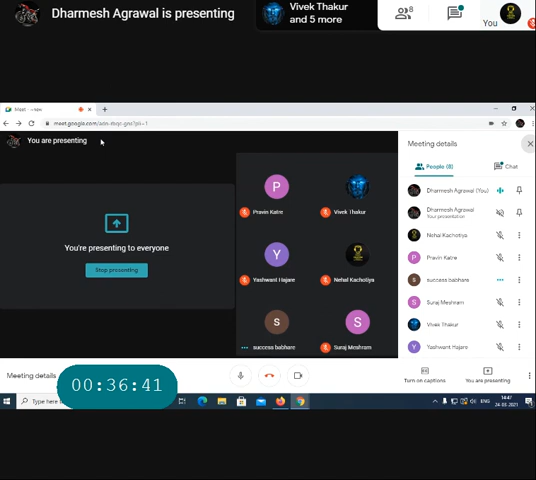 Dharmesh Agrawal is presenting
Vivek Thakur
and 5 more
8
You
Meet
meet.google.com/
You are presenting
You're presenting to everyone
Stop presenting
P
Pravin Katre
Vivek Thakur
Y
Yashwant Hajare
Nehal Kacholiya
S
success babhare
S
Suraj Meshram
Meeting details
People (8)
Chat
Dharmesh Agrawal (You)
Dharmesh Agrawal
Your presentation
Nehal Kacholiya
P
Pravin Katre
s
success babhare
S
Suraj Meshram
Vivek Thakur
Y
Yashwant Hajare
Meeting details
00:36:41
Turn on captions
You are presenting
Type here
ENG
14:47